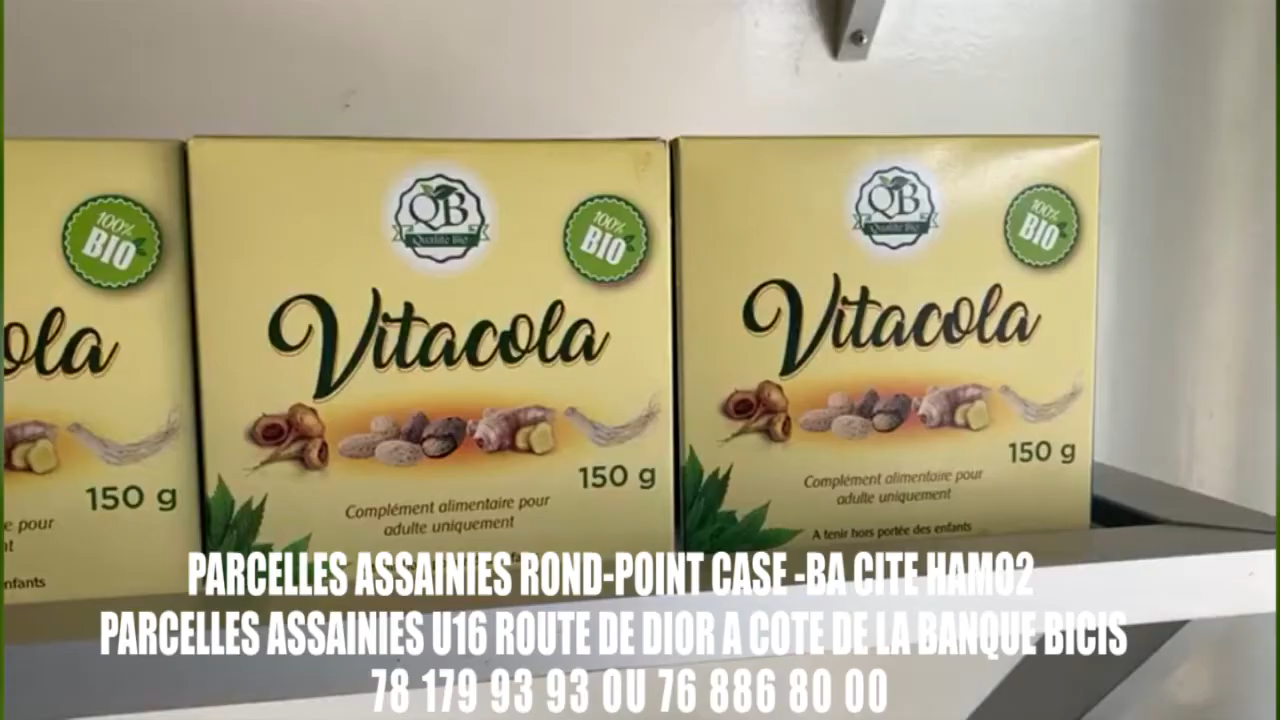 100%
BIO
ola
150 g
e pour
nt
nfants
QB
Qualité Bio
100%
BIO
Vitacola
150 g
Complément alimentaire pour
adulte uniquement
QB
Qualité Bio
100%
BIO
Vitacola
150 g
Complément alimentaire pour
adulte uniquement
A tenir hors portée des enfants
PARCELLES ASSAINIES ROND-POINT CASE -BA CITE HAMO2
PARCELLES ASSAINIES U16 ROUTE DE DIOR A COTE DE LA BANQUE BICIS
78 179 93 93 OU 76 886 80 00